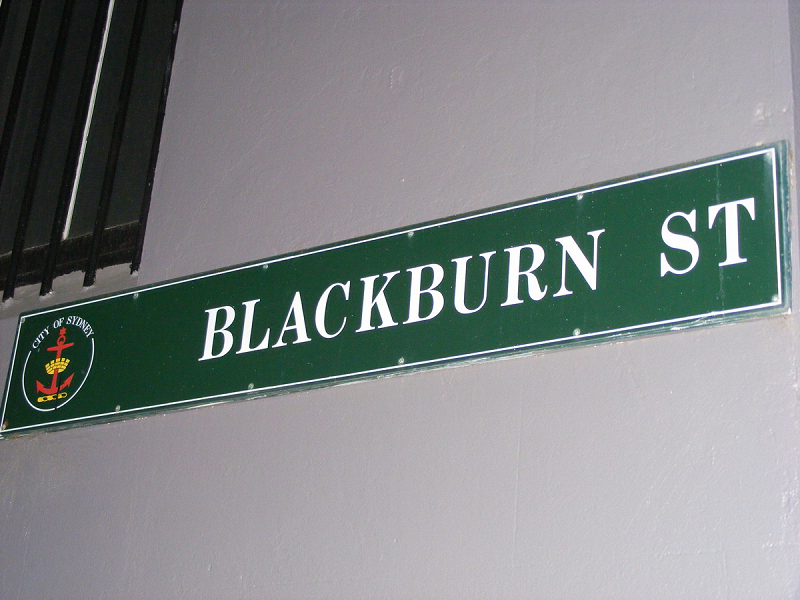 CITY OF SYDNEY
BLACKBURN ST